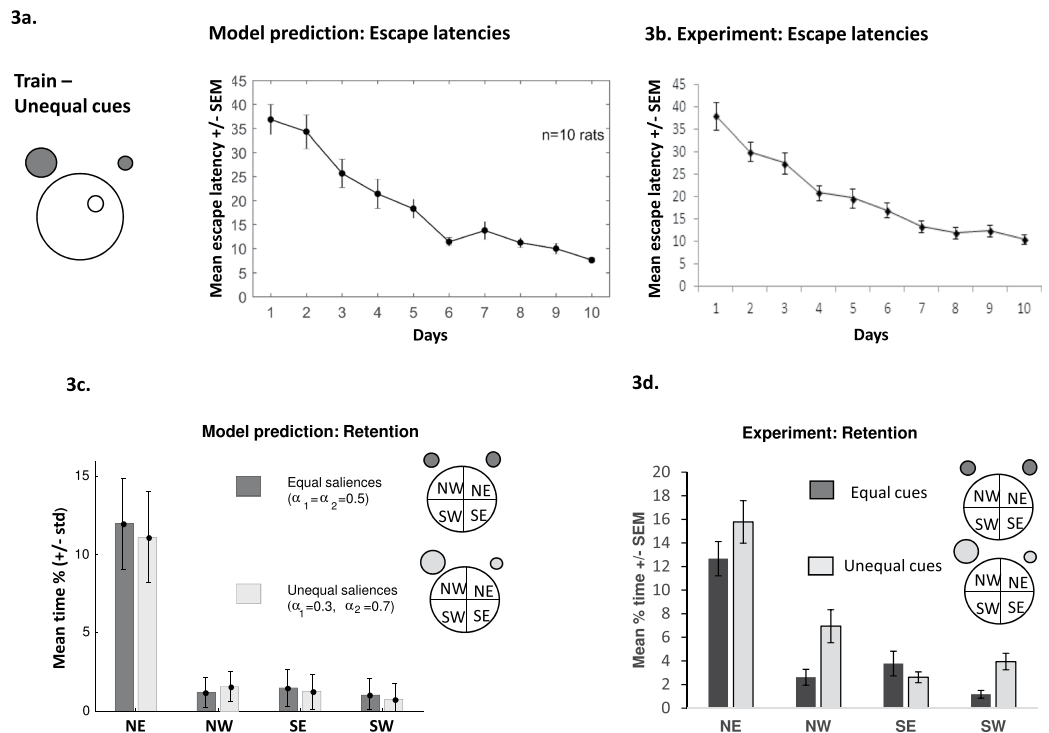 3a.
Train –
Unequal cues
Model prediction: Escape latencies
Mean escape latency +/- SEM
45
40
35
30
25
20
15
10
5
0
n=10 rats
1 2 3 4 5 6 7 8 9 10
Days
3b. Experiment: Escape latencies
Mean escape latency +/- SEM
45
40
35
30
25
20
15
10
5
0
1 2 3 4 5 6 7 8 9 10
Days
3c.
Model prediction: Retention
Mean time % (+/- std)
15
10
5
0
Equal saliences
(α1=α2=0.5)
NW NE
SW SE
Unequal saliences
(α1=0.3, α2=0.7)
NW NE
SW SE
NE NW SE SW
3d.
Experiment: Retention
Mean % time +/- SEM
20
18
16
14
12
10
8
6
4
2
0
Equal cues
NW NE
SW SE
Unequal cues
NW NE
SW SE
NE NW SE SW